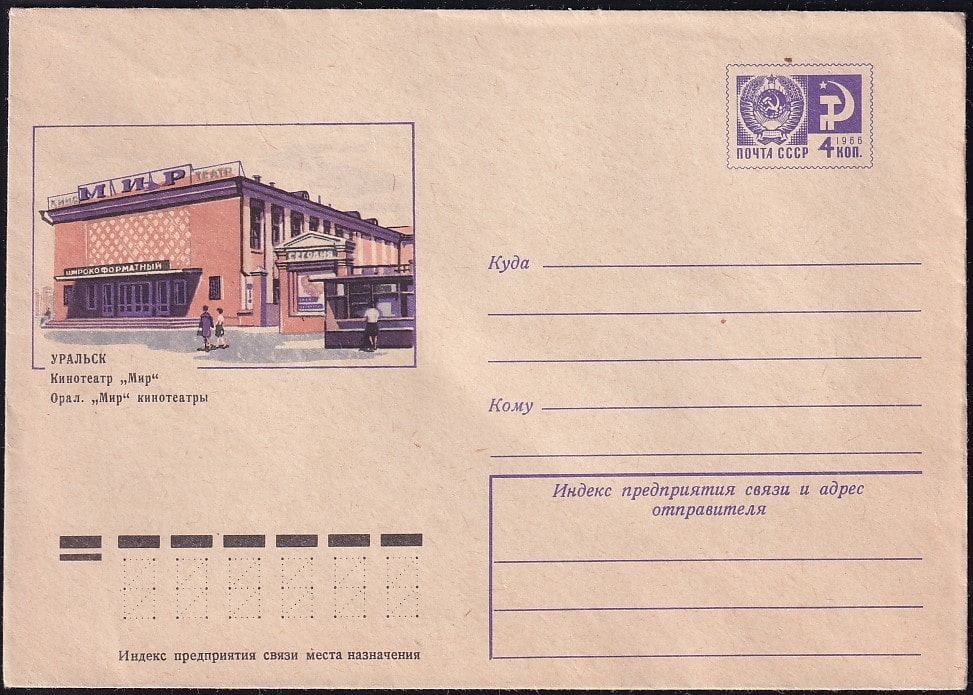 ПОЧТА СССР
1966
4 КОП.
КИНО МИР ТЕАТР
ШИРОКОФОРМАТНЫЙ
СЕГОДНЯ
УРАЛЬСК
Кинотеатр „Мир“
Орал. „Мир“ кинотеатры
Куда
Кому
Индекс предприятия связи и адрес
отправителя
Индекс предприятия связи места назначения